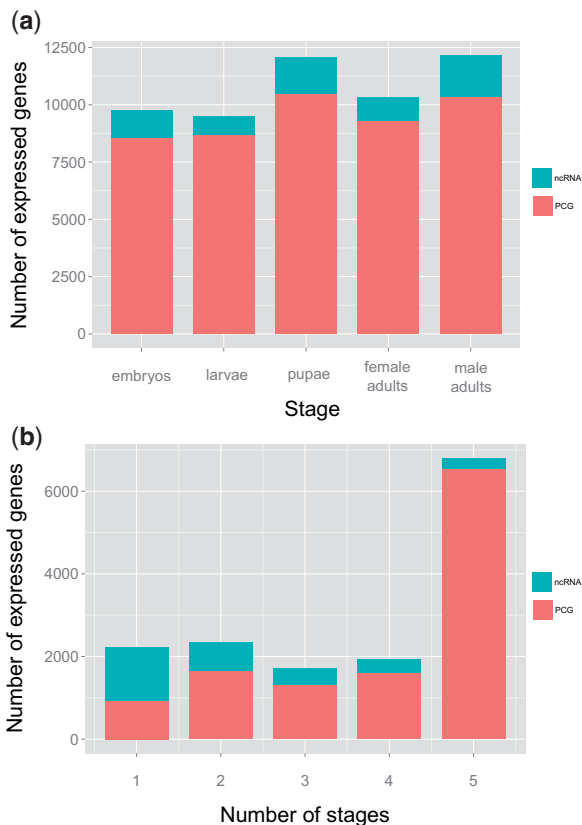 (a)
Number of expressed genes
12500
10000
7500
5000
2500
0
embryos
larvae
pupae
female
adults
male
adults
Stage
ncRNA
PCG
(b)
Number of expressed genes
6000
4000
2000
0
1
2
3
4
5
Number of stages
ncRNA
PCG